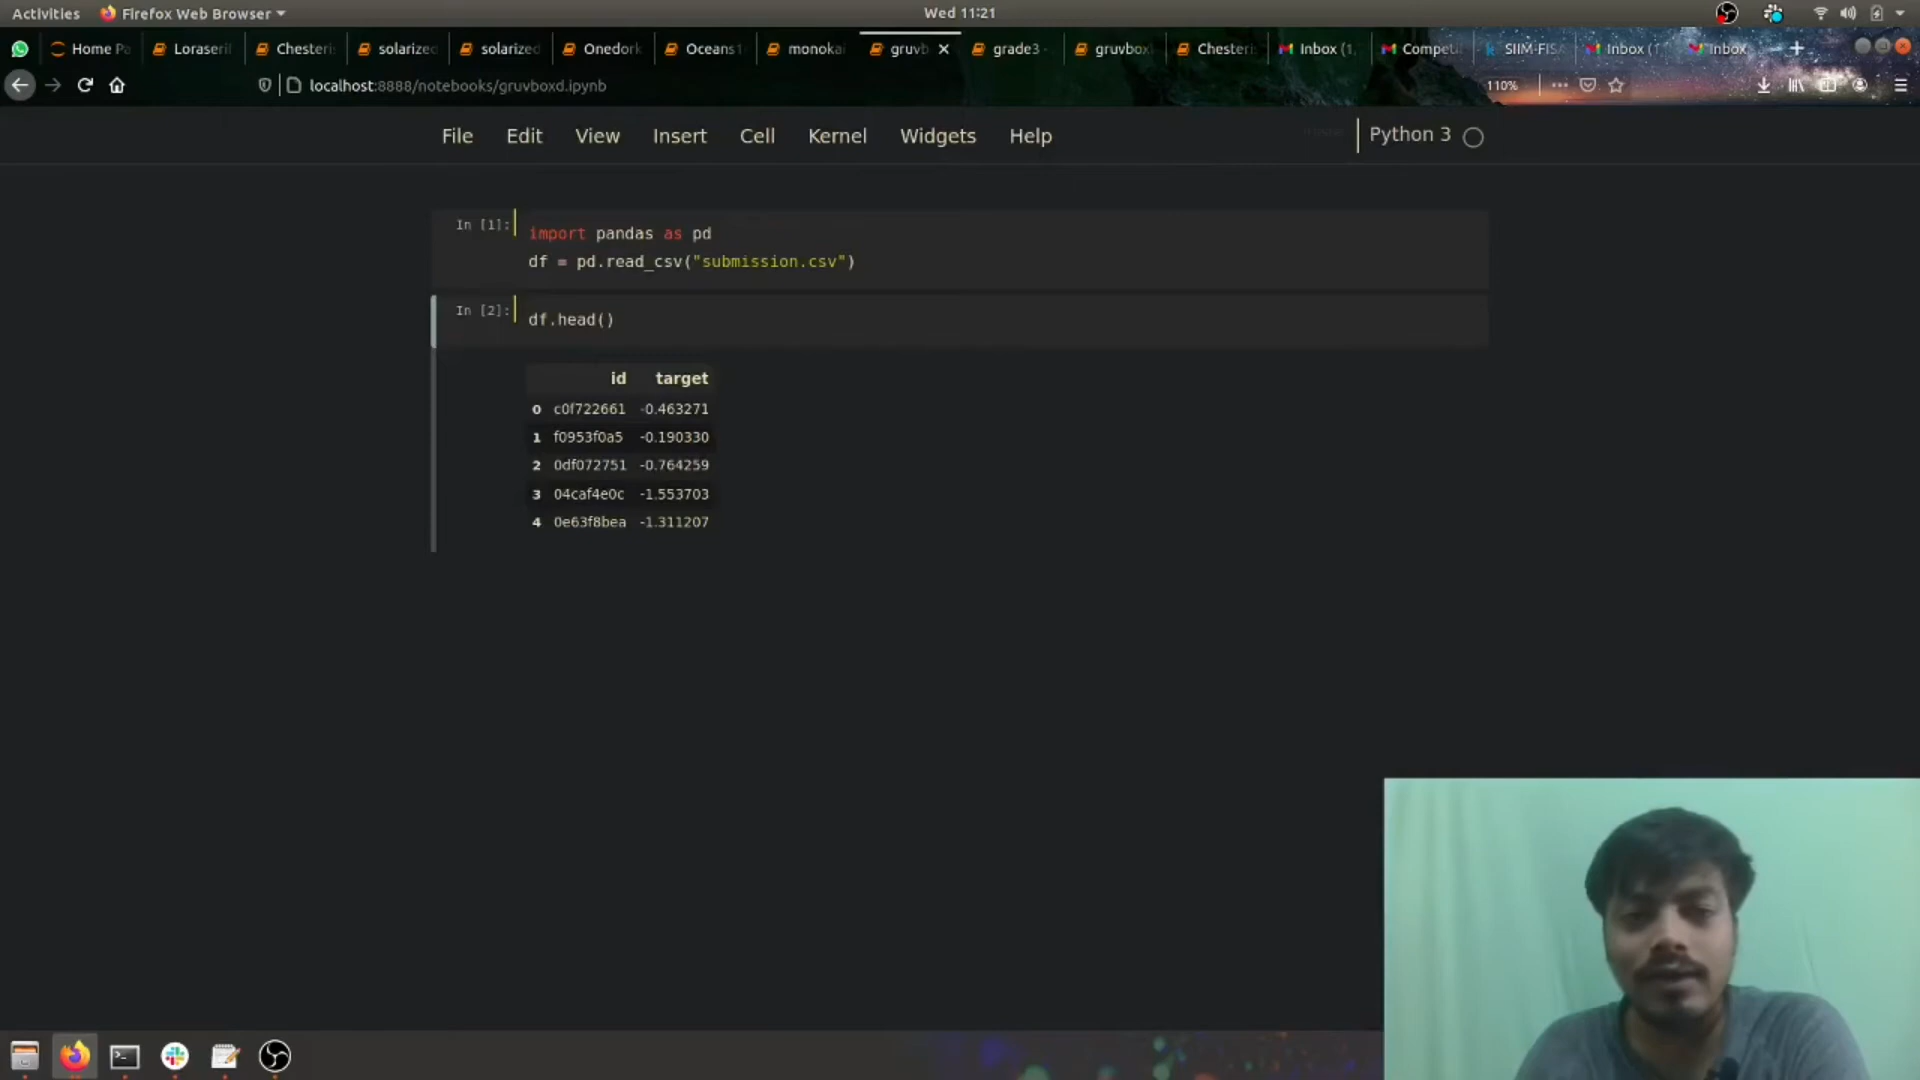 Activities Firefox Web Browser Wed 11:21
Home Pa Loraserif Chesteri solarized solarized Onedork Oceans1 monokai gruvb grade3 - gruvbox Chesteri Inbox (1, Competi SIIM-FISA Inbox (1 Inbox
localhost:8888/notebooks/gruvboxd.ipynb 110%
File Edit View Insert Cell Kernel Widgets Help Python 3
In [1]: import pandas as pd
df = pd.read_csv("submission.csv")
In [2]: df.head()
id target
0 c0f722661 -0.463271
1 f0953f0a5 -0.190330
2 0df072751 -0.764259
3 04caf4e0c -1.553703
4 0e63f8bea -1.311207